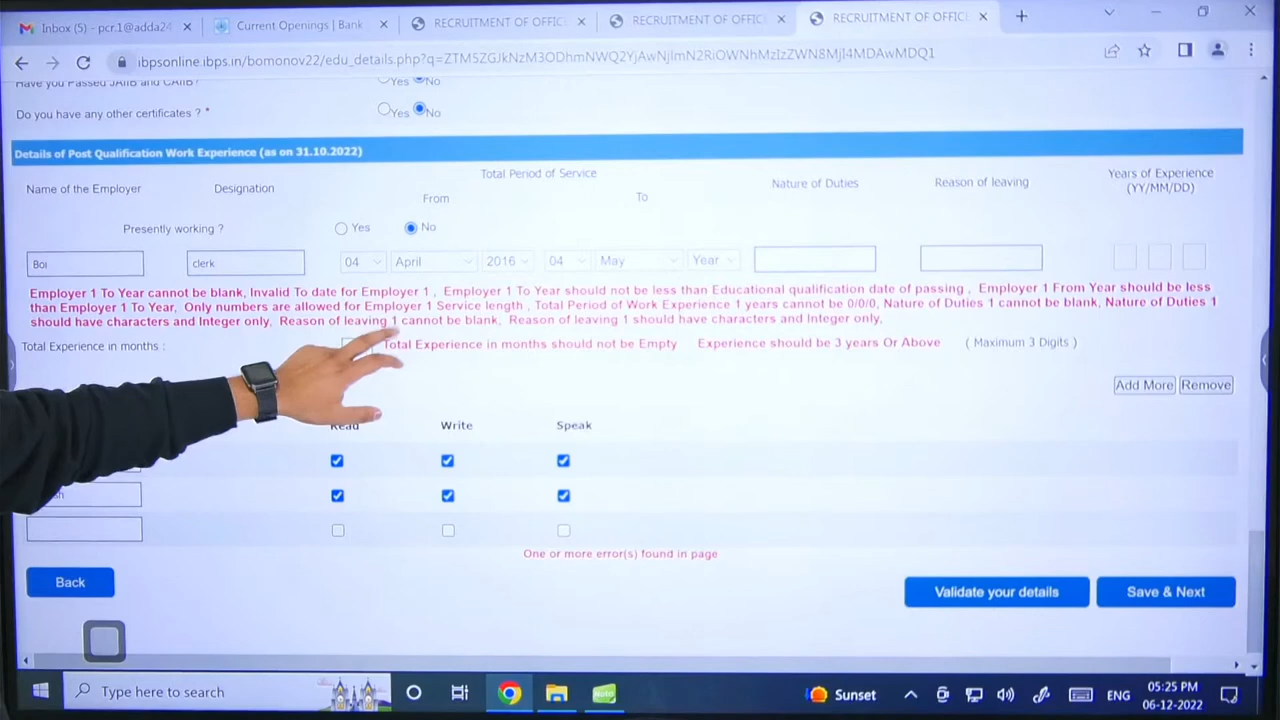 Inbox (5) - pcr.1@adda24
Current Openings | Bank
RECRUITMENT OF OFFIC
RECRUITMENT OF OFFIC
RECRUITMENT OF OFFICE
ibpsonline.ibps.in/bomonov22/edu_details.php?q=ZTM5ZGJkNzM3ODhmNWQ2YjAwNjlmN2RiOWNhMzIzZWN8MjI4MDAwMDQ1
Have you Passed JAIIB and CAIIB?
Yes No
Do you have any other certificates ? *
Yes No
Details of Post Qualification Work Experience (as on 31.10.2022)
Name of the Employer
Designation
Total Period of Service
From
To
Nature of Duties
Reason of leaving
Years of Experience
(YY/MM/DD)
Presently working ?
Yes
No
BoI
clerk
04
April
2016
04
May
Year
Employer 1 To Year cannot be blank, Invalid To date for Employer 1 , Employer 1 To Year should not be less than Educational qualification date of passing , Employer 1 From Year should be less
than Employer 1 To Year, Only numbers are allowed for Employer 1 Service length , Total Period of Work Experience 1 years cannot be 0/0/0, Nature of Duties 1 cannot be blank, Nature of Duties 1
should have characters and Integer only, Reason of leaving 1 cannot be blank, Reason of leaving 1 should have characters and Integer only,
Total Experience in months :
Total Experience in months should not be Empty
Experience should be 3 years Or Above
( Maximum 3 Digits )
Add More
Remove
Read
Write
Speak
One or more error(s) found in page
Back
Validate your details
Save & Next
Type here to search
Sunset
ENG
05:25 PM
06-12-2022